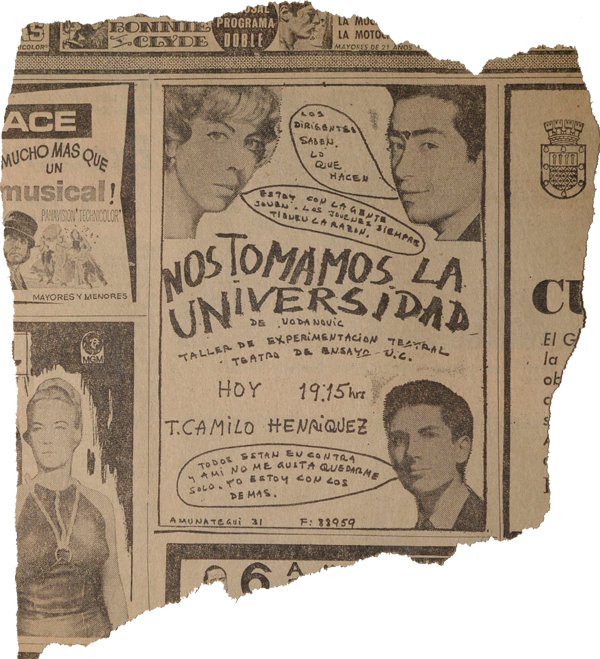 BONNIE
CLYDE
PROGRAMA
DOBLE
LA MOTO
MAYORES DE 21 AÑOS
ACE
MUCHO MAS QUE
UN
musical!
PANAVISION TECHNICOLOR
MAYORES Y MENORES
MGM
LOS
DIRIGENTES
SABEN.
LO
QUE
HACEN
ESTOY CON LA GENTE
JOVEN. LOS JOVENES SIEMPRE
TIENEN LA RAZON.
NOS TOMAMOS LA
UNIVERSIDAD
DE VODANOVIC
TALLER DE EXPERIMENTACION TEATRAL
TEATRO DE ENSAYO U.C.
HOY 19:15 hrs
T. CAMILO HENRIQUEZ
TODOS ESTAN EN CONTRA
Y A MI NO ME GUSTA QUEDARME
SOLO. YO ESTOY CON LOS
DEMAS.
AMUNATEGUI 31 F: 88959
CU
El G
la
ob
6 A